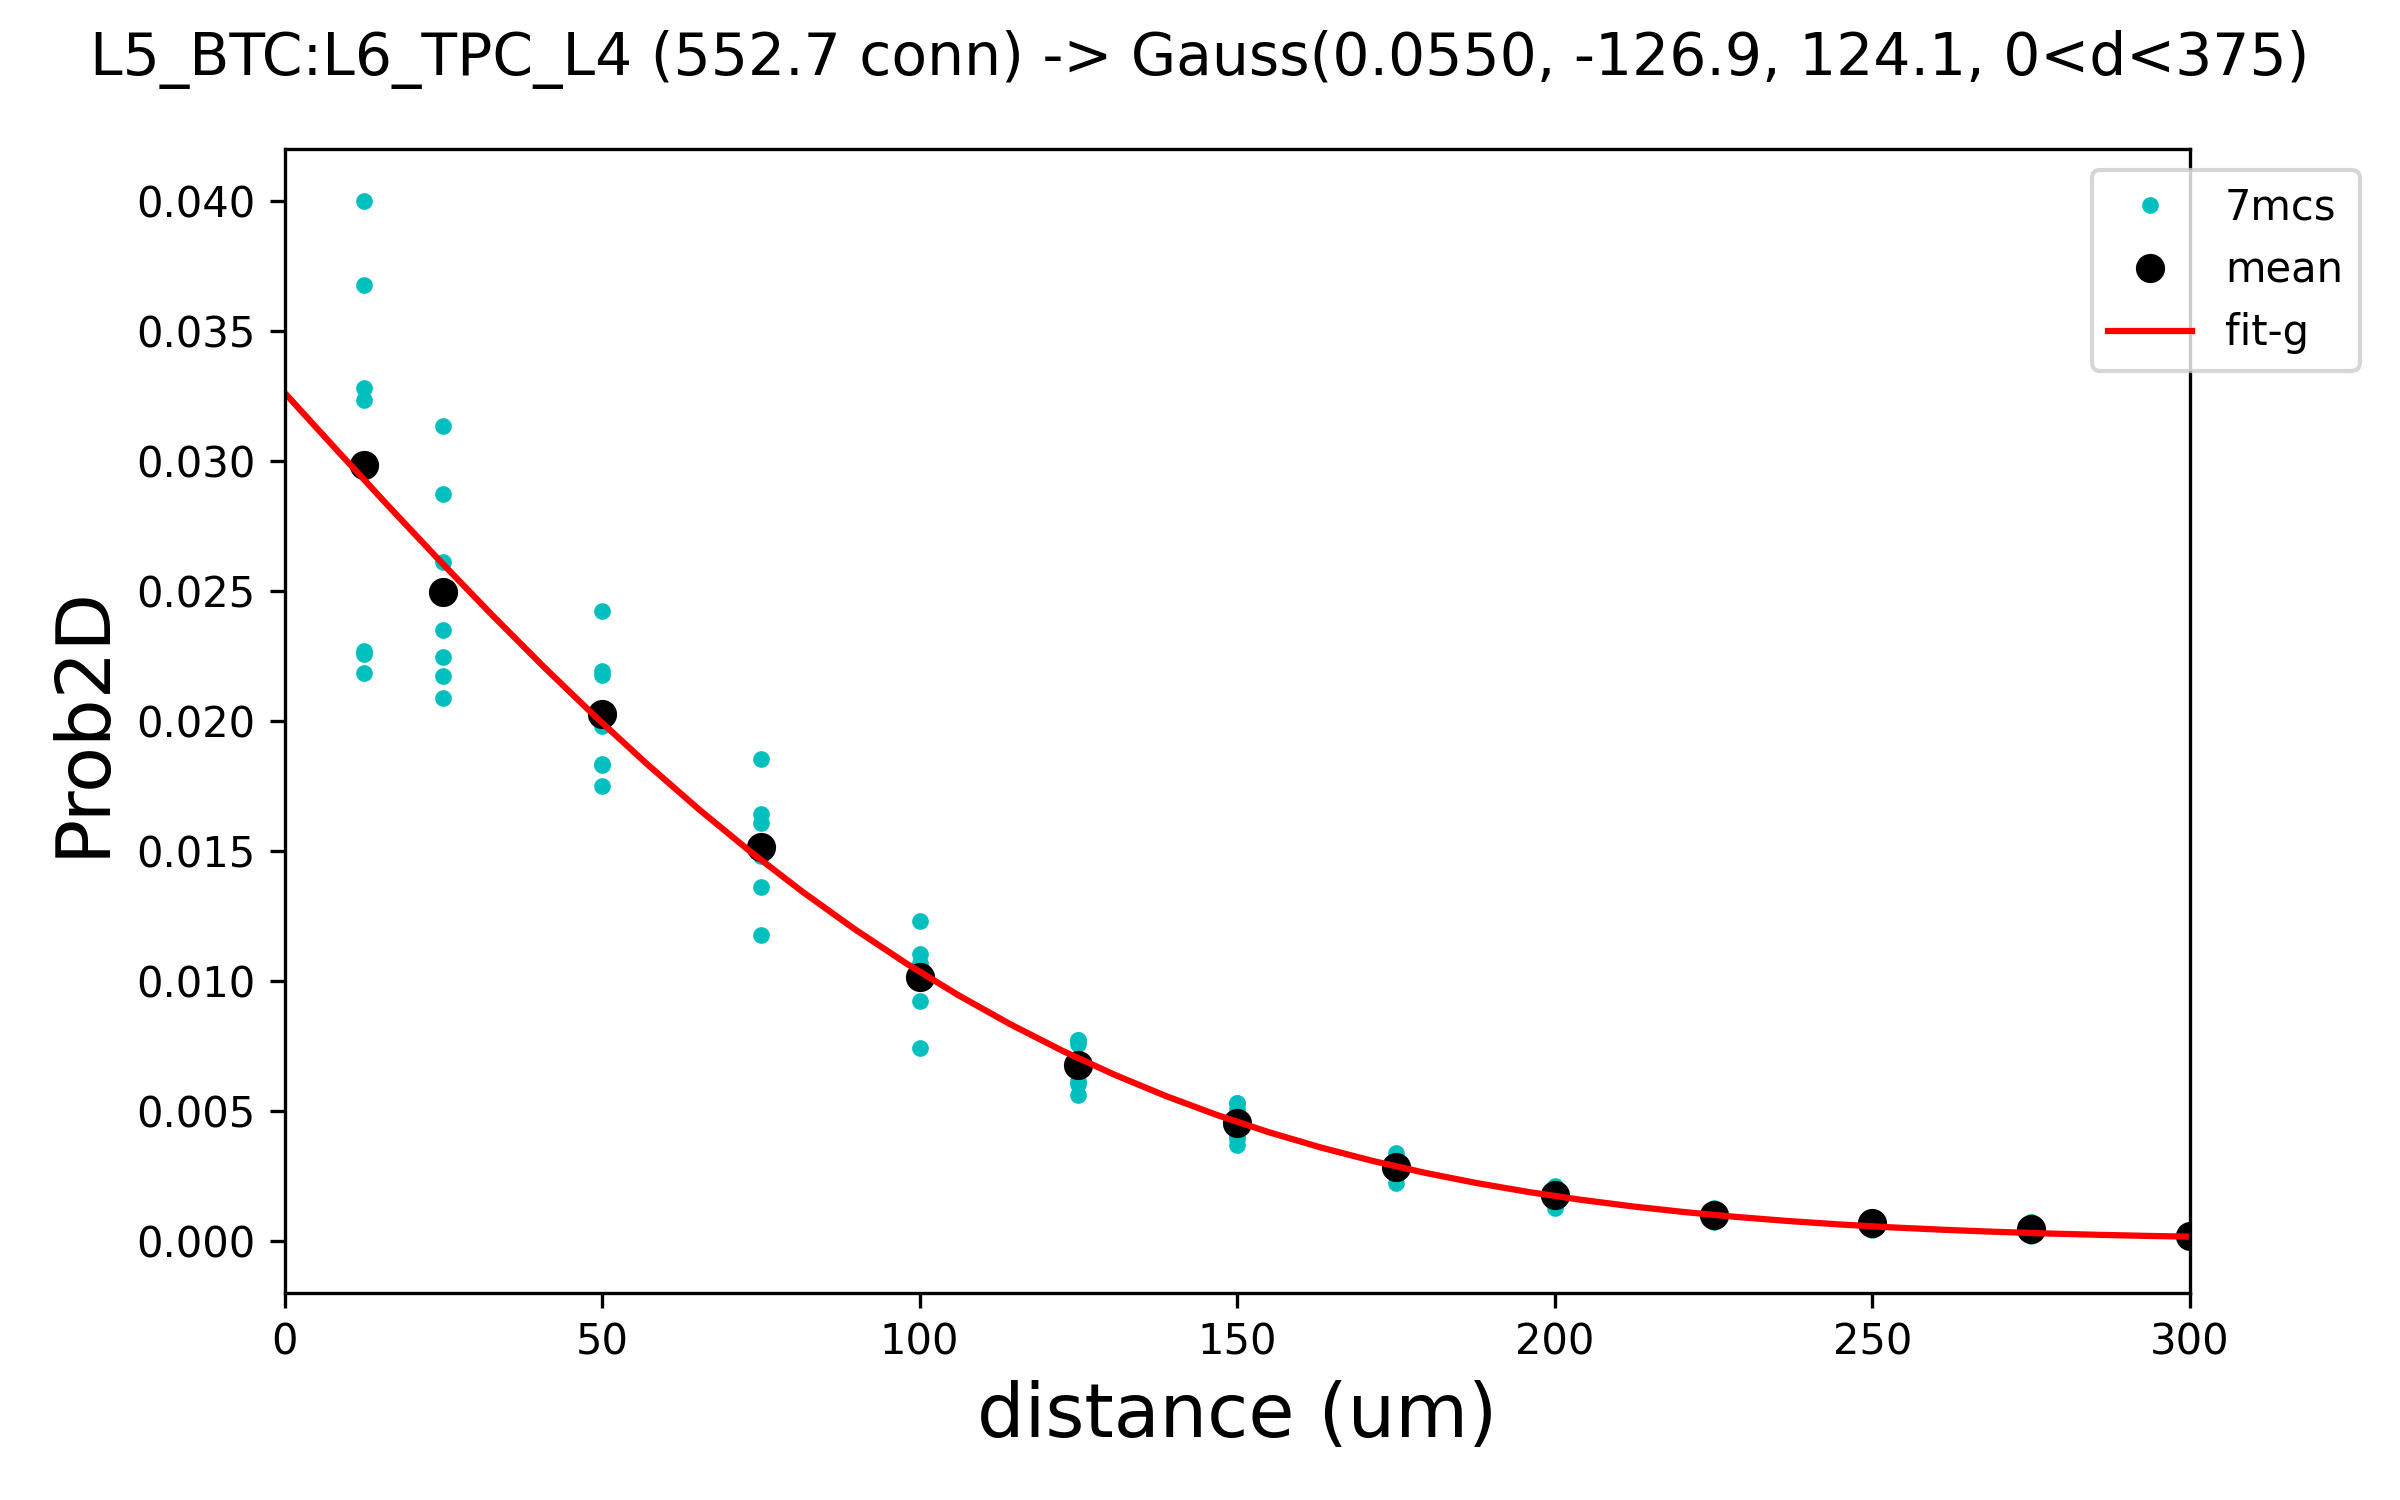 L5_BTC:L6_TPC_L4 (552.7 conn) -> Gauss(0.0550, -126.9, 124.1, 0<d<375)
7mcs
mean
fit-g
Prob2D
0.040
0.035
0.030
0.025
0.020
0.015
0.010
0.005
0.000
0 50 100 150 200 250 300
distance (um)